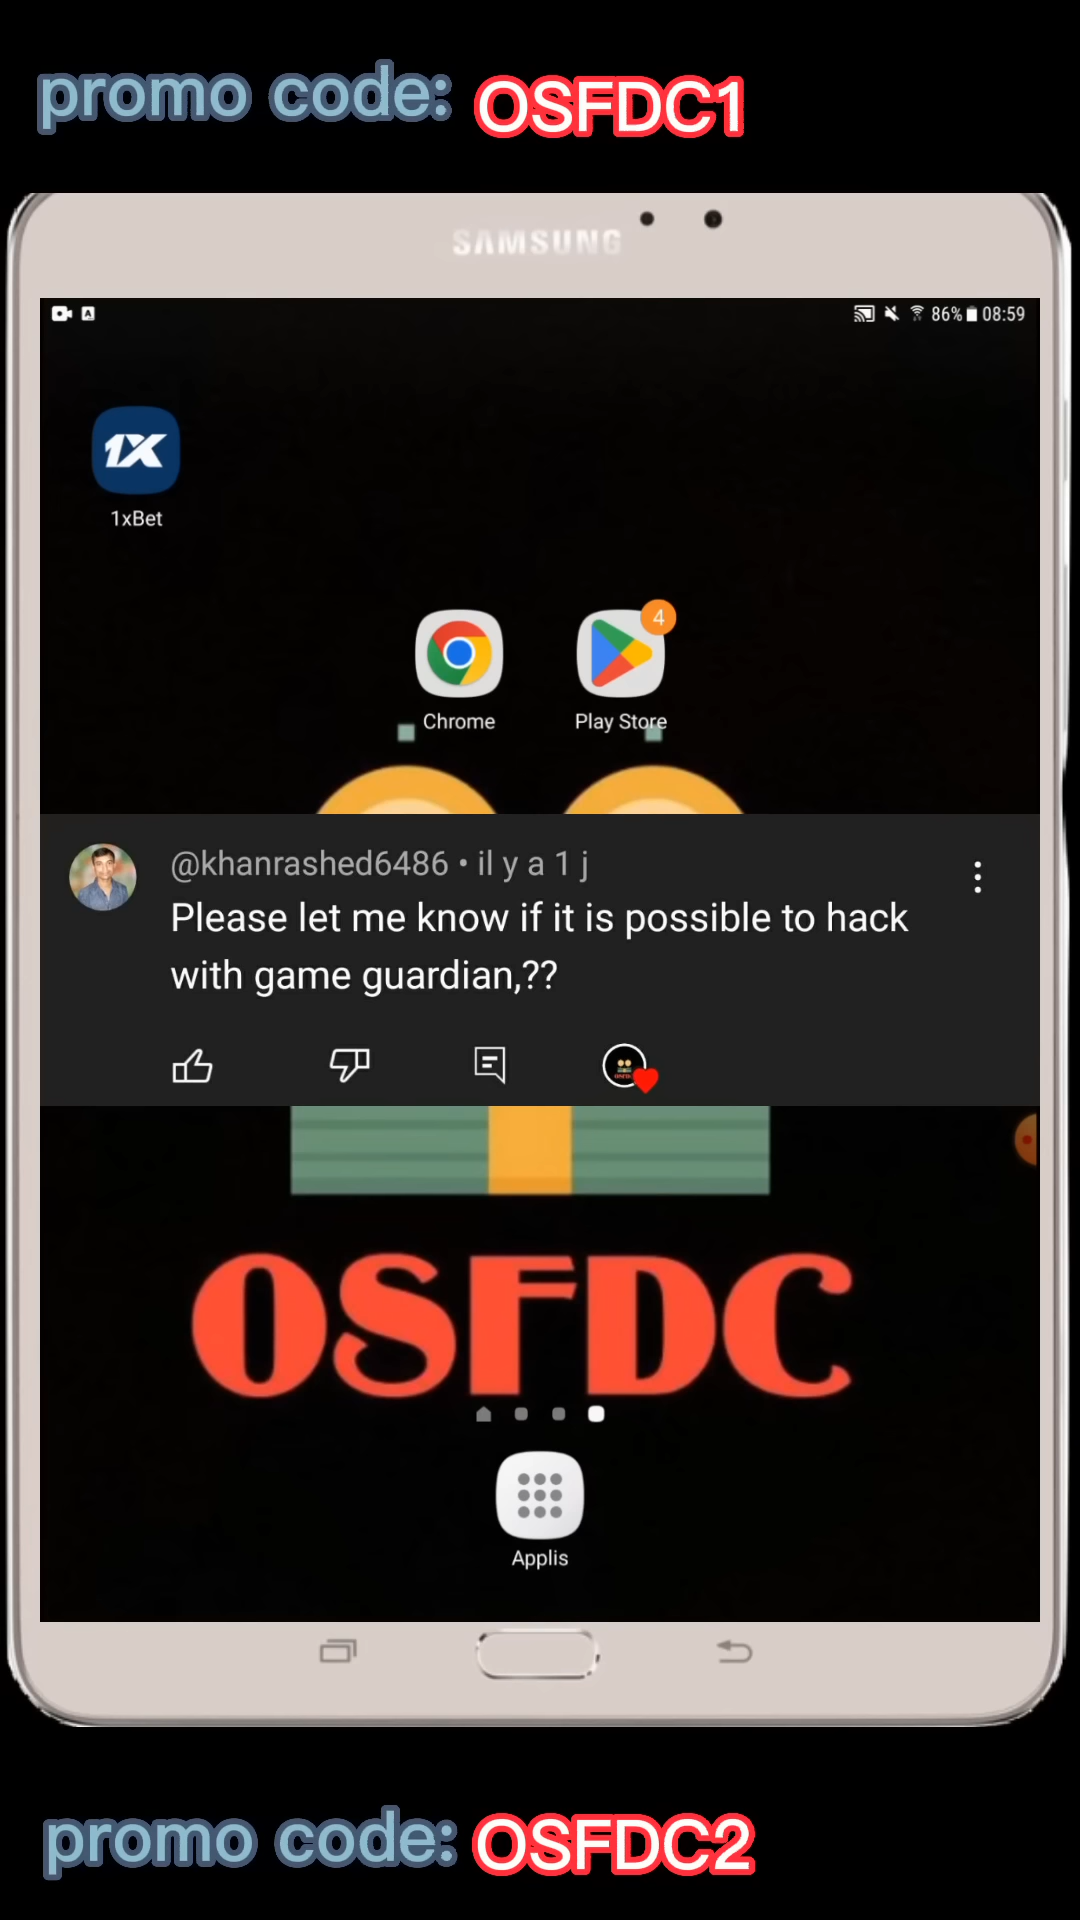 promo code: OSFDC1
SAMSUNG
86% 08:59
1X
1xBet
4
Chrome
Play Store
@khanrashed6486 • il y a 1 j
Please let me know if it is possible to hack
with game guardian,??
OSFDC
Applis
promo code: OSFDC2